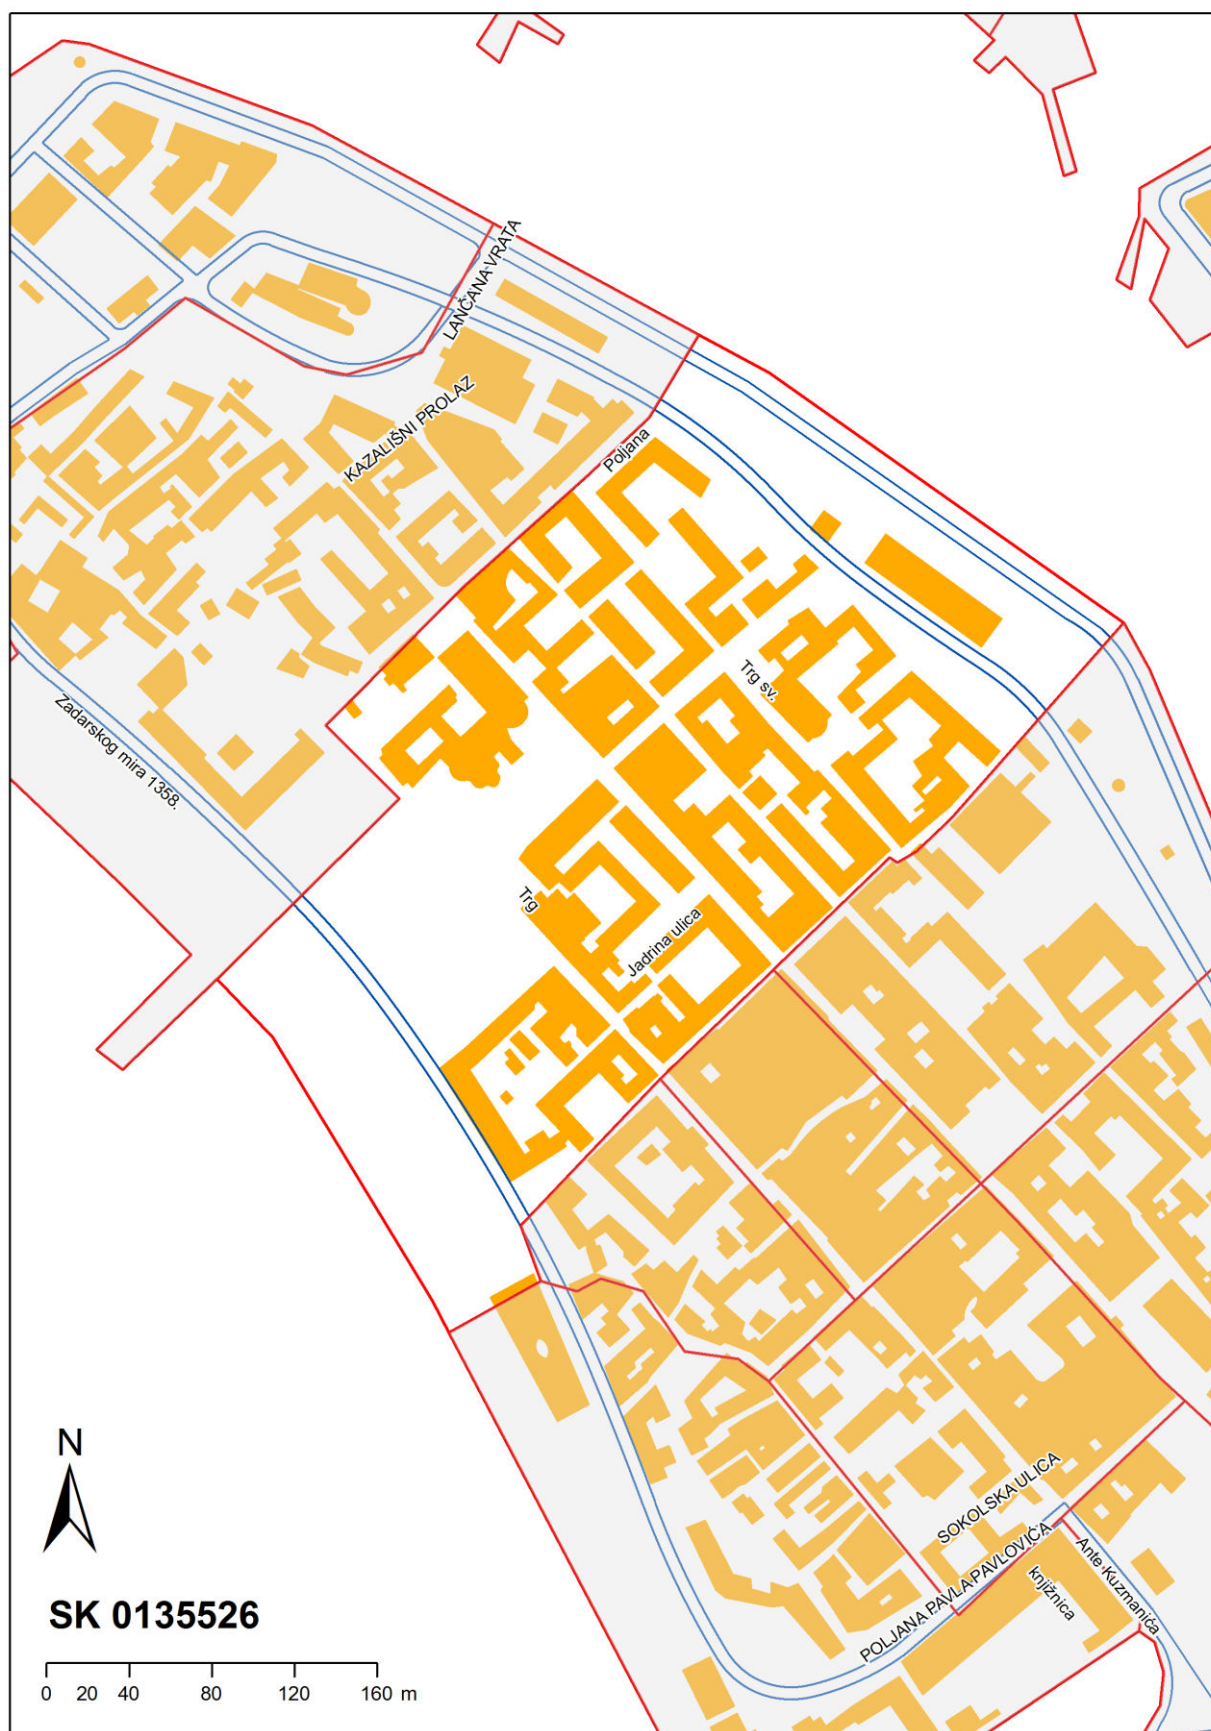 LANČANA VRATA
KAZALIŠNI PROLAZ
Poljana
Trg sv.
Zadarskog mira 1358.
Trg
Jadrina ulica
N
SOKOLSKA ULICA
POLJANA PAVLA PAVLOVIĆA
Ante Kuzmanića
knjižnica
SK 0135526
0 20 40 80 120 160 m